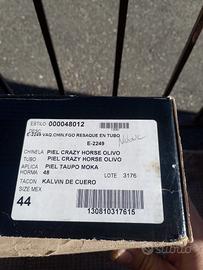 ESTILO 000048012
DESC
E-2249 VAQ.CHIN.FGO RESAQUE EN TUBO
E-2249
CHINELA PIEL CRAZY HORSE OLIVO
TUBO PIEL CRAZY HORSE OLIVO
APLICA PIEL TAUPO MOKA
HORMA 48 LOTE 3176
TACON KALVIN DE CUERO
SIZE MEX
44
130810317615